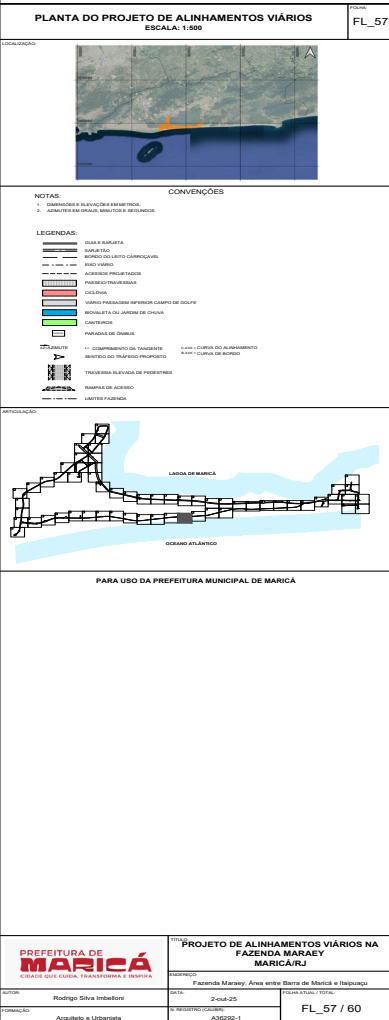 PLANTA DO PROJETO DE ALINHAMENTOS VIÁRIOS
ESCALA: 1:500
FOLHA:
FL_57
LOCALIZAÇÃO:
CONVENÇÕES
NOTAS:
1. DIMENSÕES E ELEVAÇÕES EM METROS.
2. AZIMUTES EM GRAUS, MINUTOS E SEGUNDOS.
LEGENDAS:
GUIA E SARJETA
SARJETÃO
BORDO DO LEITO CARROÇÁVEL
EIXO VIÁRIO
ACESSOS PROJETADOS
PASSEIO/TRAVESSIAS
CICLOVIA
VIÁRIO PASSAGEM INFERIOR CAMPO DE GOLFE
BIOVALETA OU JARDIM DE CHUVA
CANTEIROS
PARADAS DE ÔNIBUS
COMPRIMENTO DA TANGENTE
CURVA DO ALINHAMENTO
CURVA DE BORDO
SENTIDO DO TRÁFEGO PROPOSTO
TRAVESSIA ELEVADA DE PEDESTRES
RAMPAS DE ACESSO
LIMITES FAZENDA
ARTICULAÇÃO:
LAGOA DE MARICÁ
OCEANO ATLÂNTICO
PARA USO DA PREFEITURA MUNICIPAL DE MARICÁ
PREFEITURA DE
MARICÁ
CIDADE QUE CUIDA, TRANSFORMA E INSPIRA
TÍTULO:
PROJETO DE ALINHAMENTOS VIÁRIOS NA
FAZENDA MARAEY
MARICÁ/RJ
ENDEREÇO:
Fazenda Maraey, Área entre Barra de Maricá e Itaipuaçu
AUTOR:
Rodrigo Silva Imbelloni
DATA:
2-out-25
FOLHA ATUAL / TOTAL:
FL_57 / 60
FORMAÇÃO:
Arquiteto e Urbanista
N. REGISTRO (CAU/BR):
A36292-1